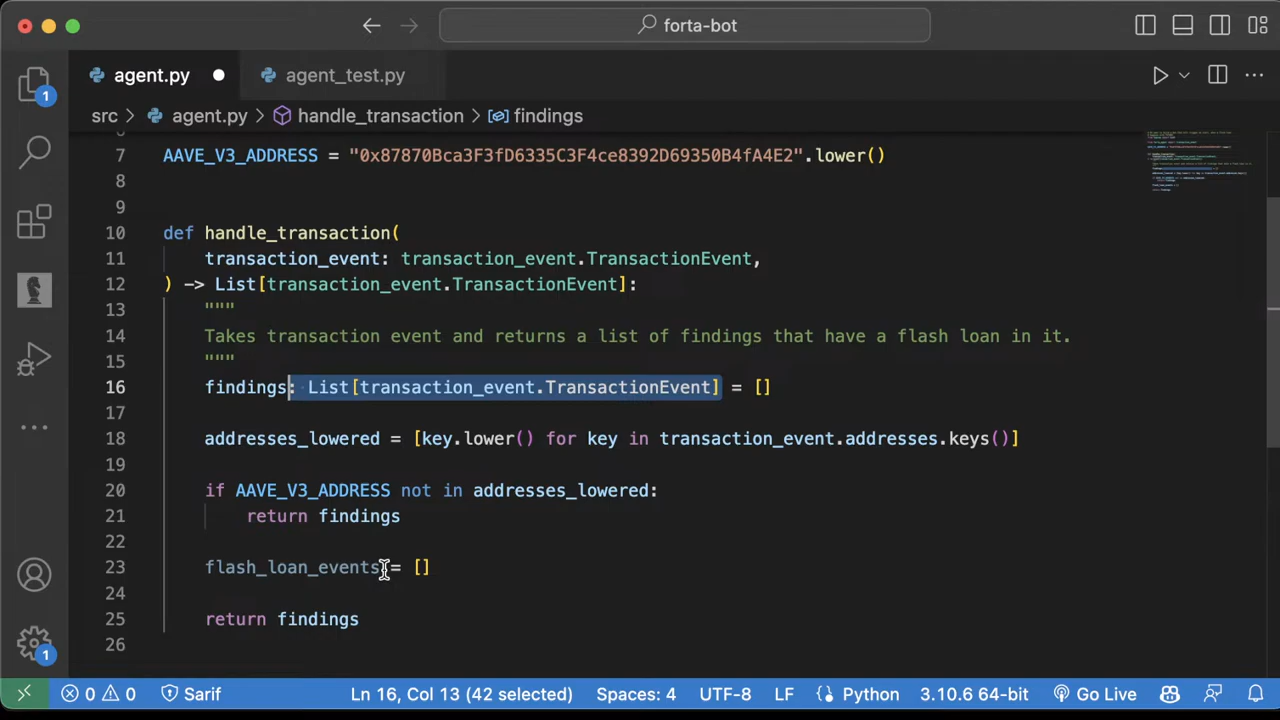 forta-bot
agent.py
agent_test.py
1
src > agent.py > handle_transaction > findings
7 AAVE_V3_ADDRESS = "0x87870Bca3F3fD6335C3F4ce8392D69350B4fA4E2".lower()
8
9
10 def handle_transaction(
11 transaction_event: transaction_event.TransactionEvent,
12 ) -> List[transaction_event.TransactionEvent]:
13 """
14 Takes transaction event and returns a list of findings that have a flash loan in it.
15 """
16 findings: List[transaction_event.TransactionEvent] = []
17
18 addresses_lowered = [key.lower() for key in transaction_event.addresses.keys()]
19
20 if AAVE_V3_ADDRESS not in addresses_lowered:
21 return findings
22
23 flash_loan_events = []
24
25 return findings
26
1
0 0 Sarif Ln 16, Col 13 (42 selected) Spaces: 4 UTF-8 LF Python 3.10.6 64-bit Go Live